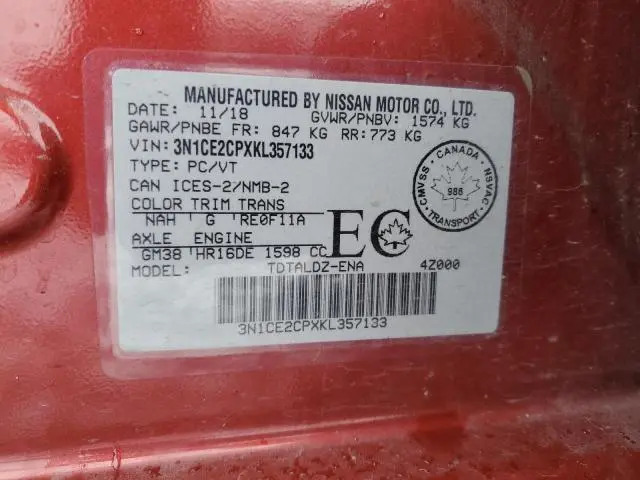 MANUFACTURED BY NISSAN MOTOR CO., LTD.
DATE: 11/18 GVWR/PNBV: 1574 KG
GAWR/PNBE FR: 847 KG RR: 773 KG
VIN: 3N1CE2CPXKL357133
TYPE: PC/VT
CAN ICES-2/NMB-2
COLOR TRIM TRANS
NAH G RE0F11A
AXLE ENGINE
GM38 HR16DE 1598 CC
EC
MODEL: TDTALDZ-ENA 4Z000
3N1CE2CPXKL357133
CMVSS · CANADA · NSVAC
986
TRANSPORT